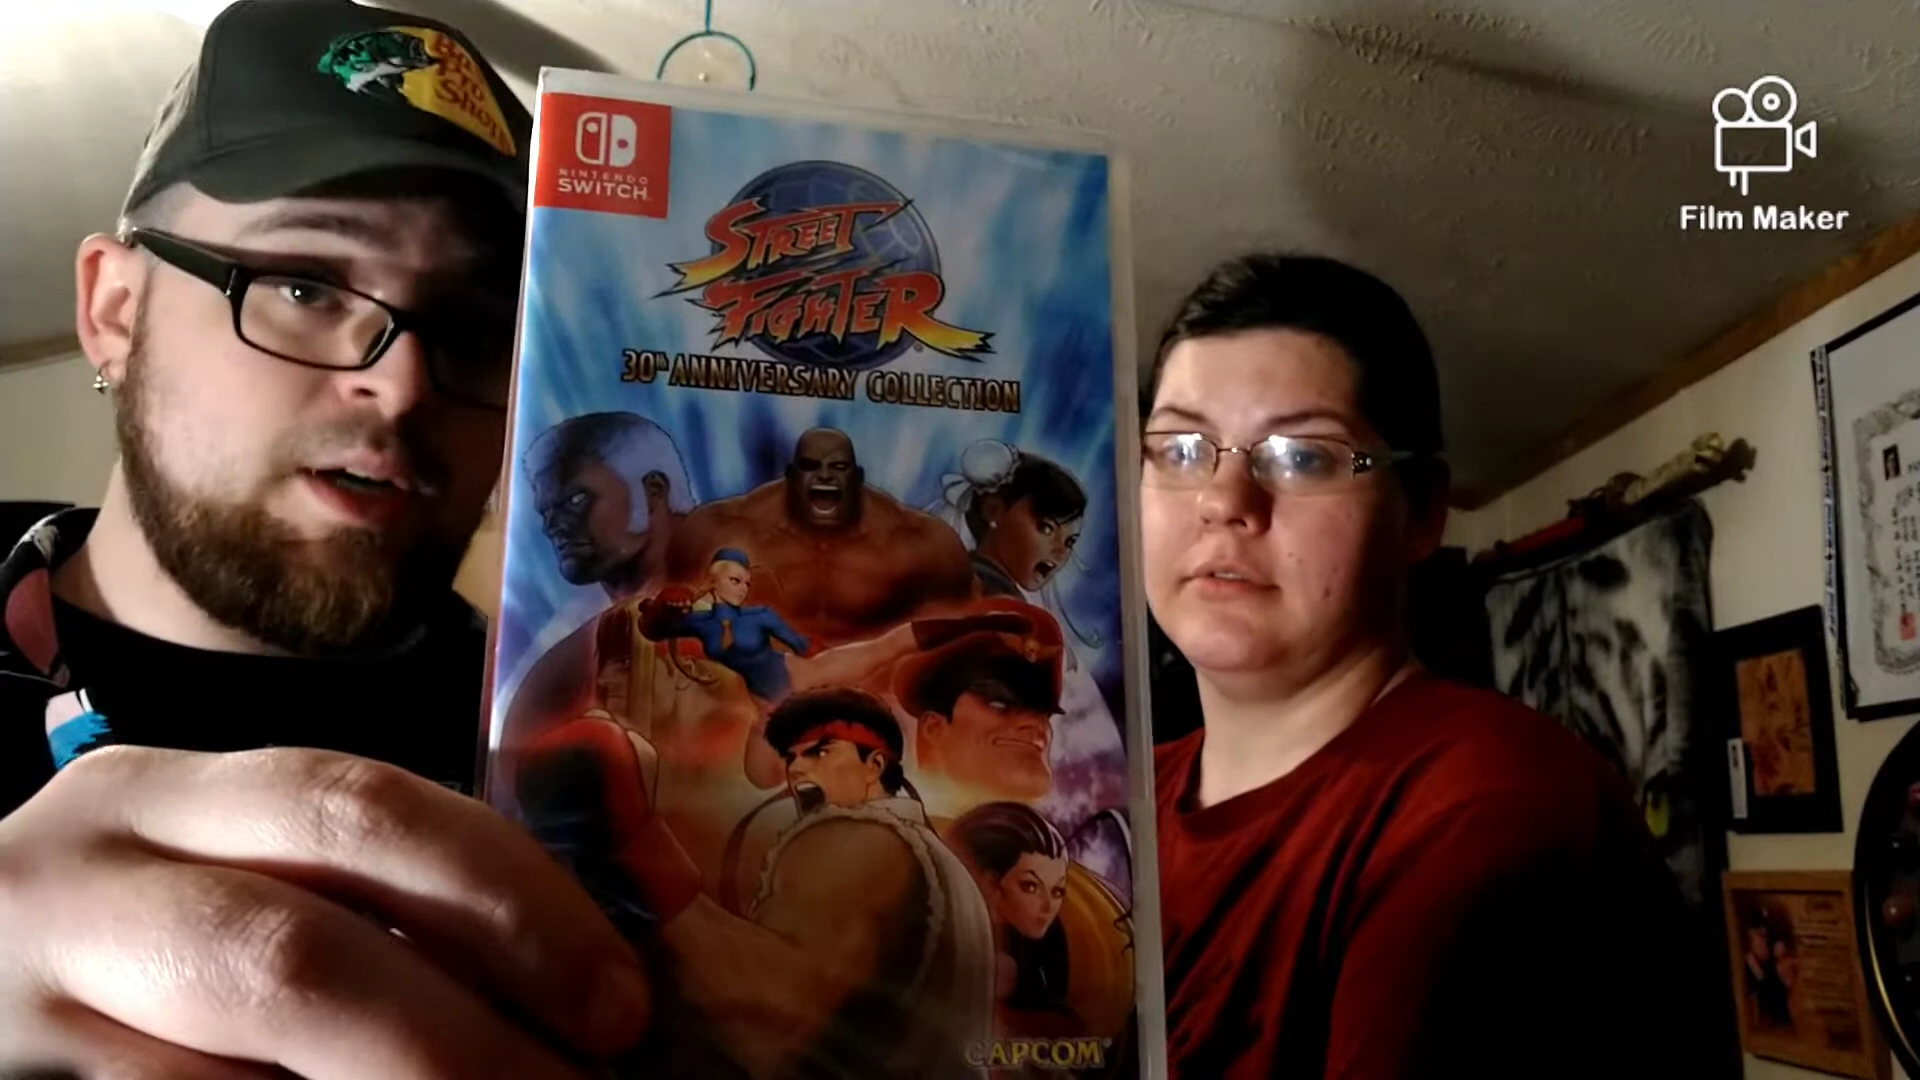 Bass
Pro
Shops
NINTENDO
SWITCH
STREET
FIGHTER
30th ANNIVERSARY COLLECTION
CAPCOM
Film Maker